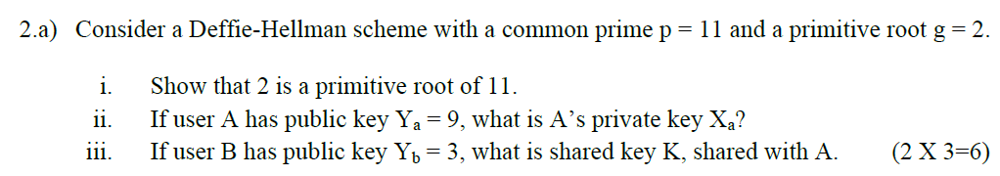 2.a) Consider a Deffie-Hellman scheme with a common prime p = 11 and a primitive root g = 2.
i. Show that 2 is a primitive root of 11.
ii. If user A has public key Yₐ = 9, what is A’s private key Xₐ?
iii. If user B has public key Y_b = 3, what is shared key K, shared with A. (2 X 3=6)